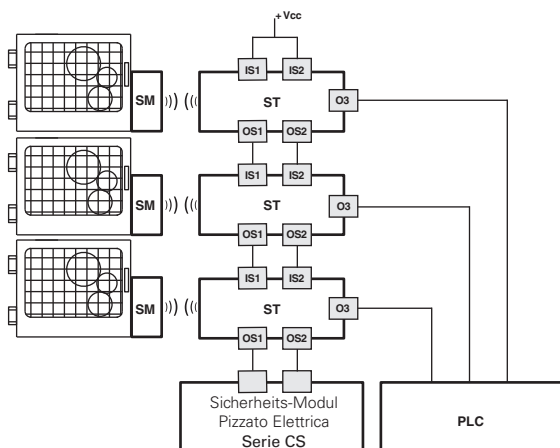 + Vcc
IS1 IS2
SM ST O3
OS1 OS2
IS1 IS2
SM ST O3
OS1 OS2
IS1 IS2
SM ST O3
OS1 OS2
Sicherheits-Modul
Pizzato Elettrica
Serie CS
PLC